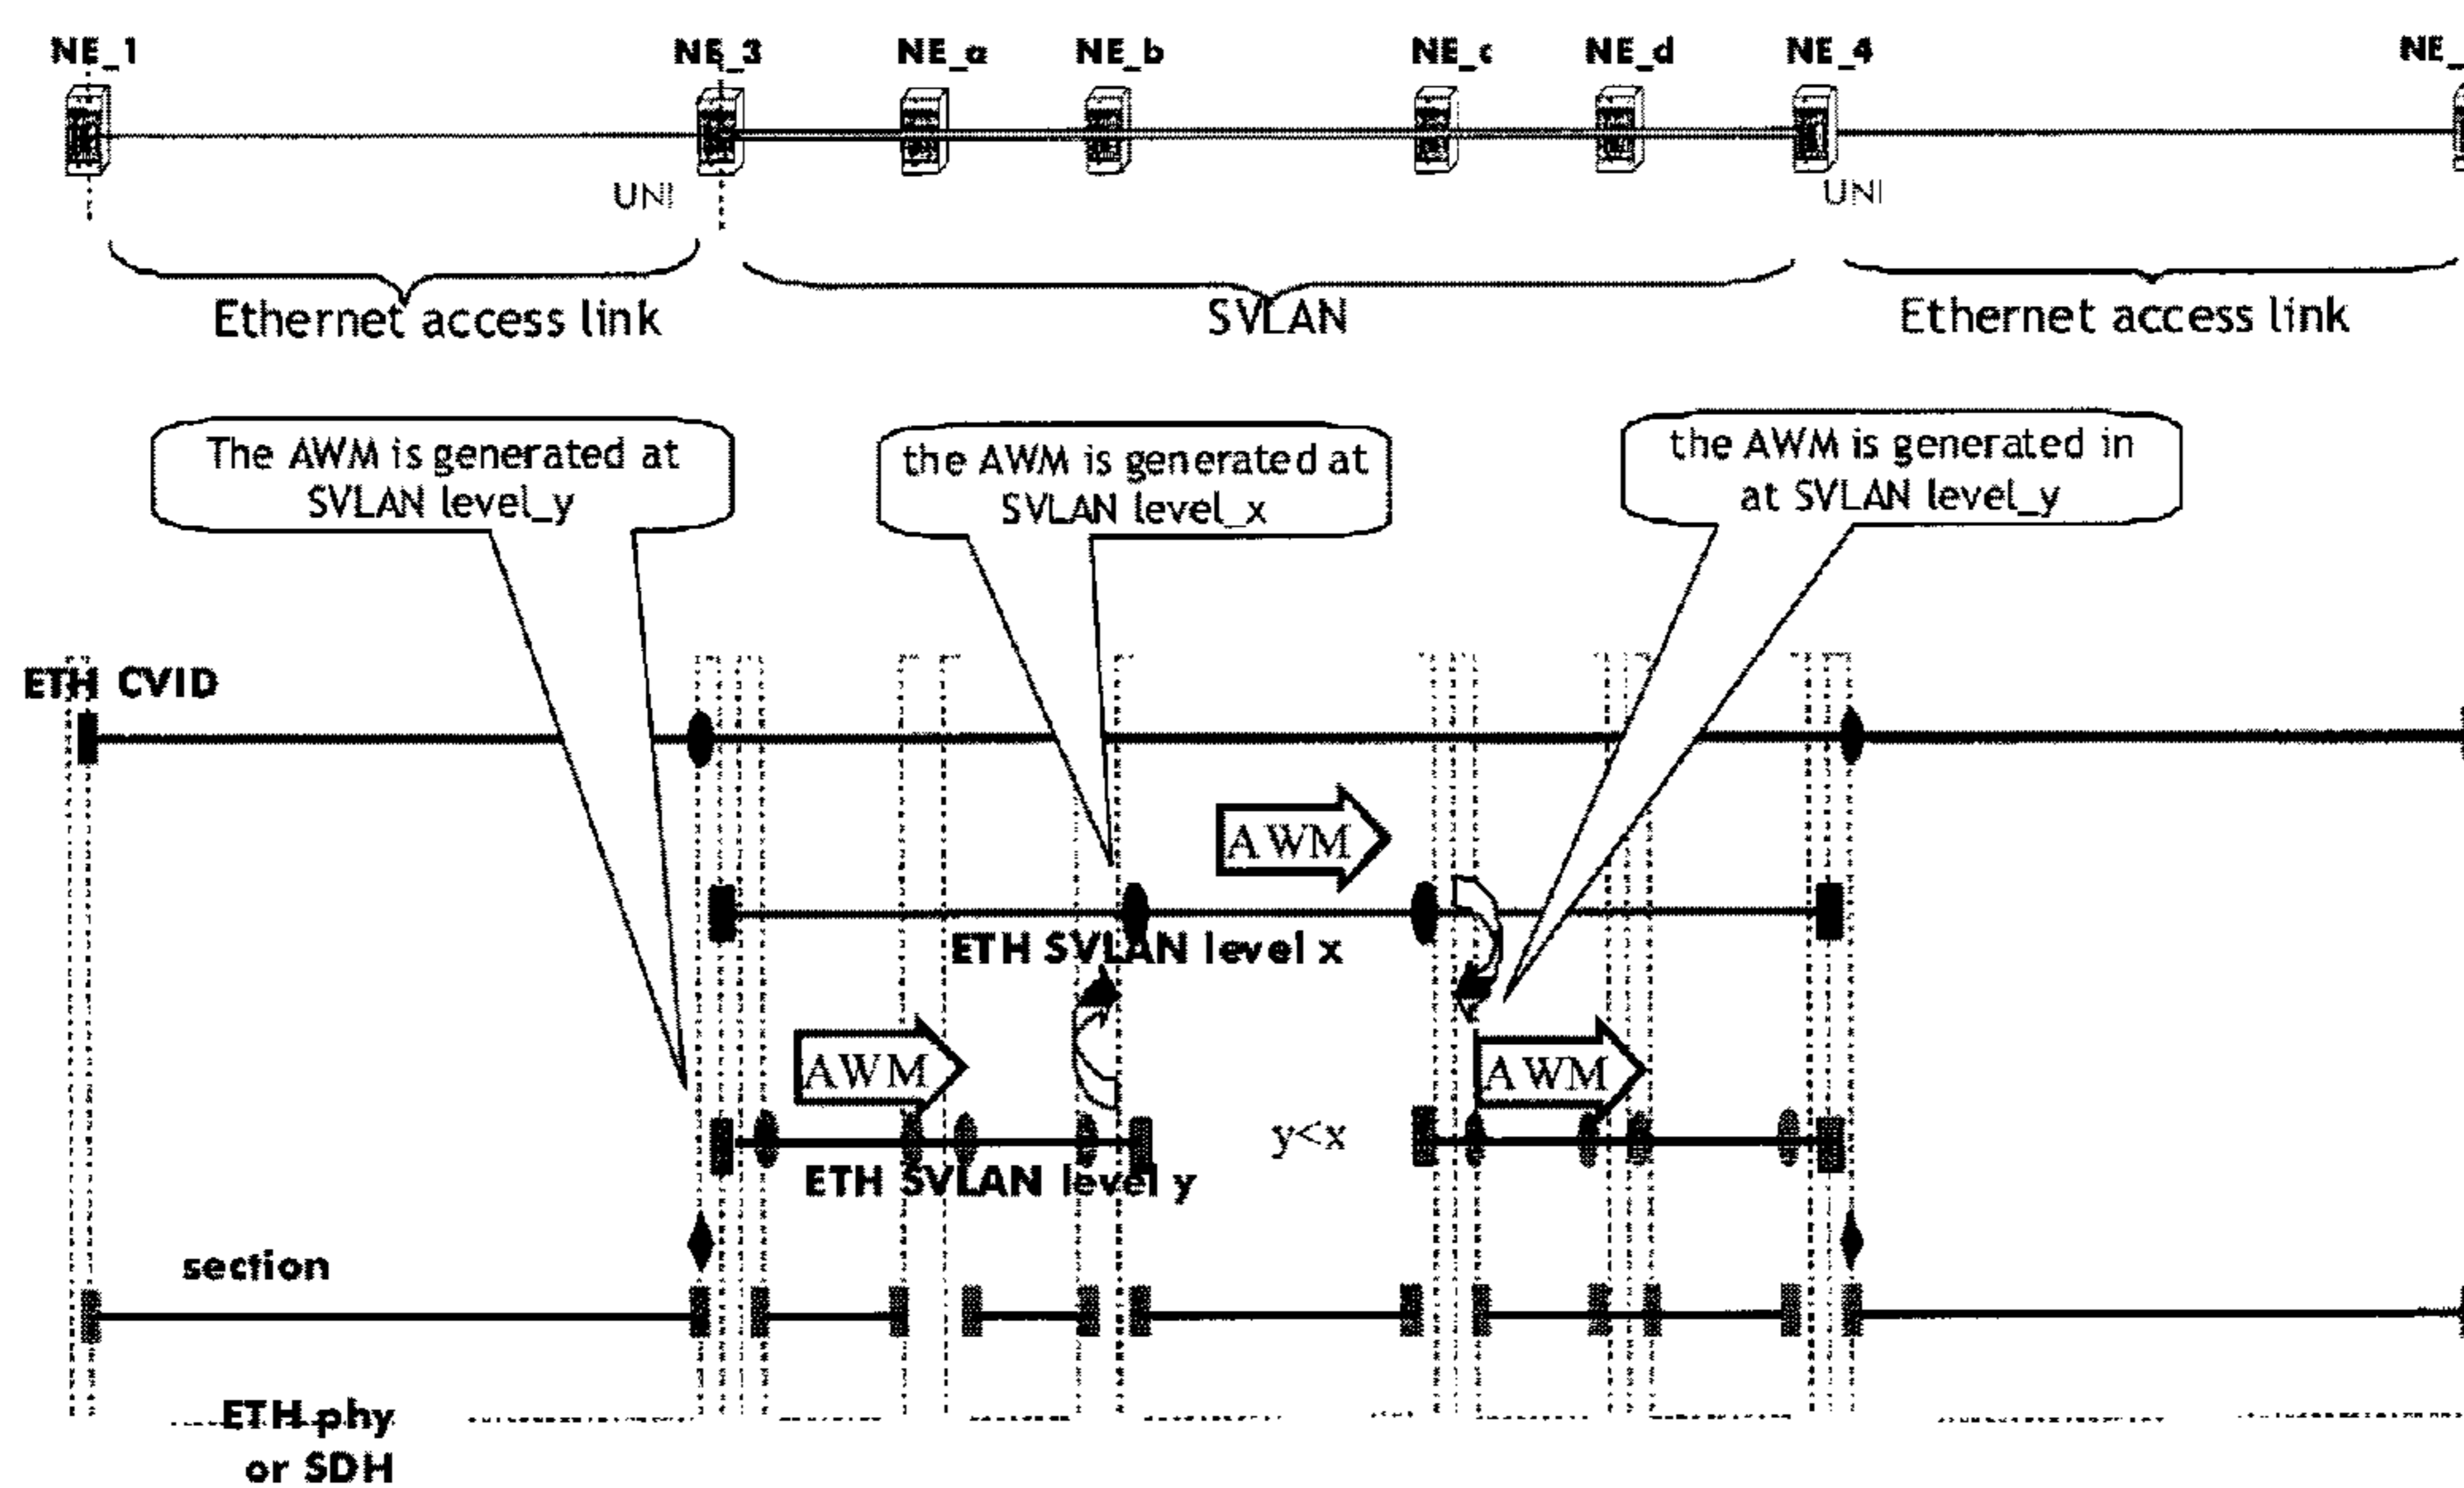 NE_1 NE_3 NE_a NE_b NE_c NE_d NE_4 NE_
UNI UNI
Ethernet access link SVLAN Ethernet access link
The AWM is generated at
SVLAN level_y
the AWM is generated at
SVLAN level_x
the AWM is generated in
at SVLAN level_y
ETH CVID
AWM
ETH SVLAN level x
AWM AWM
y<x
ETH SVLAN level y
section
ETH phy
or SDH